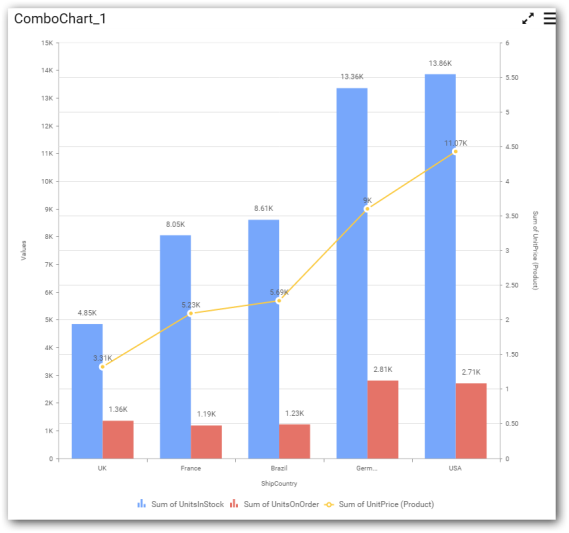 ComboChart_1
15K
14K
13K
12K
11K
10K
9K
8K
7K
6K
5K
4K
3K
2K
1K
0
Values
6
5.50
5
4.50
4
3.50
3
2.50
2
1.50
1
0.50
0
Sum of UnitPrice (Product)
4.85K
8.05K
8.61K
13.36K
13.86K
1.36K
1.19K
1.23K
2.81K
2.71K
3.31K
5.23K
5.69K
9K
11.07K
UK France Brazil Germ... USA
ShipCountry
Sum of UnitsInStock Sum of UnitsOnOrder Sum of UnitPrice (Product)